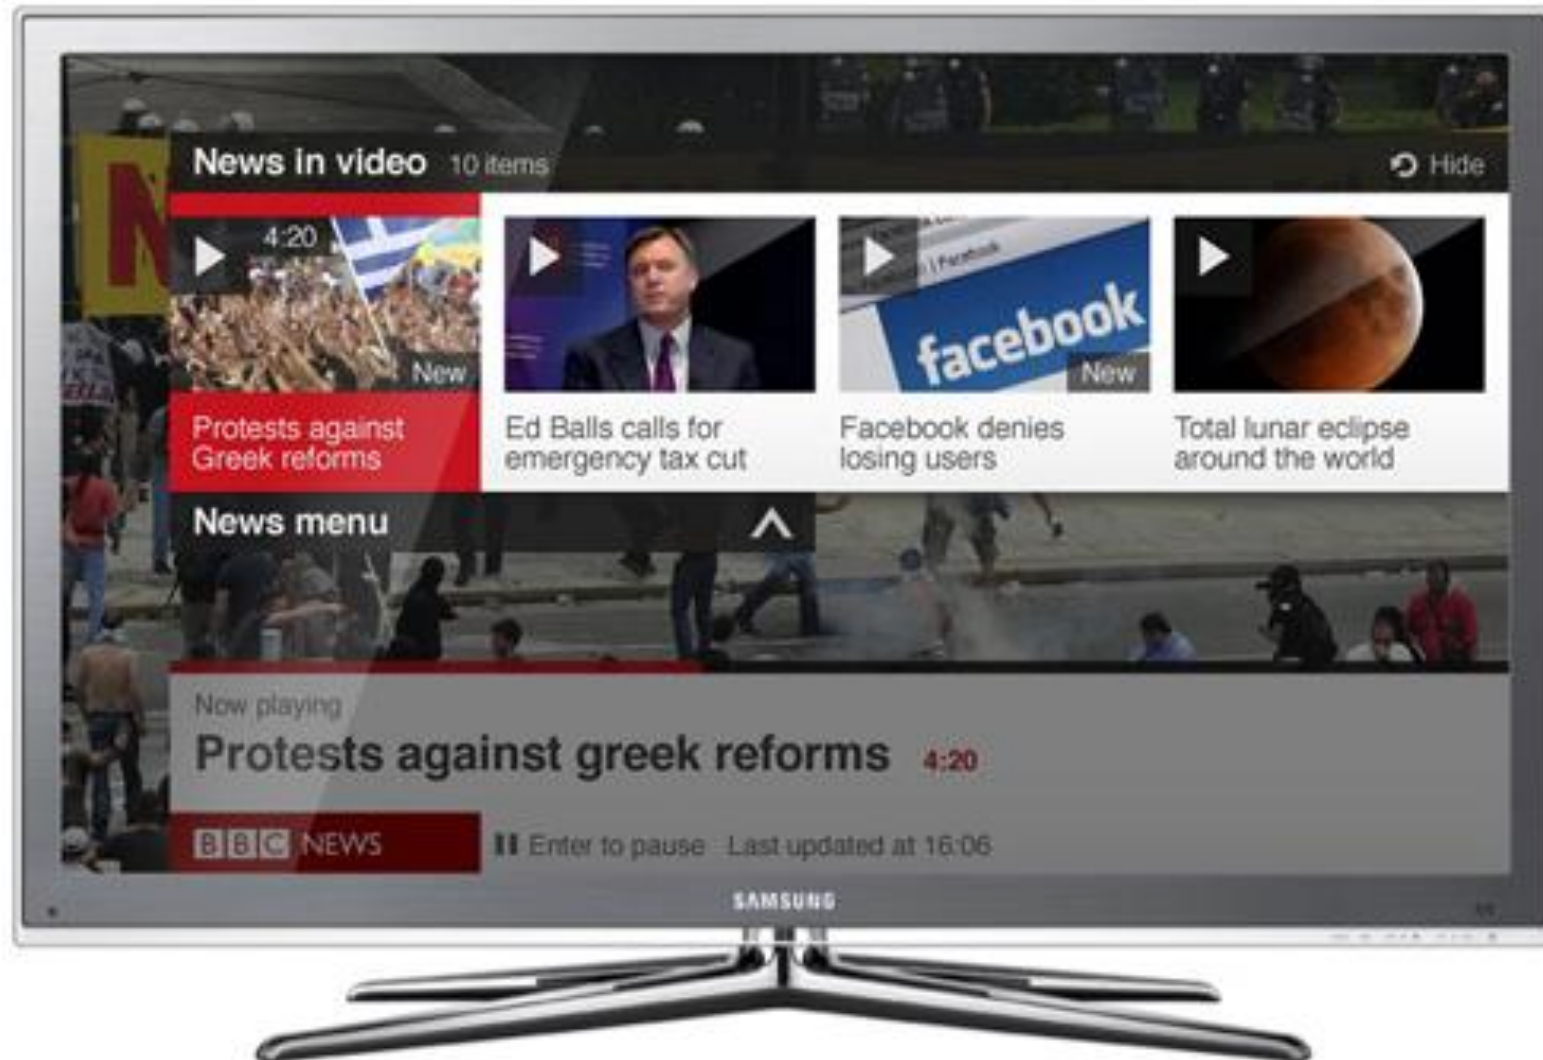 News in video 10 items
Hide
4:20
New
facebook
New
Protests against
Greek reforms
Ed Balls calls for
emergency tax cut
Facebook denies
losing users
Total lunar eclipse
around the world
News menu
Now playing
Protests against greek reforms 4:20
BBC NEWS
Enter to pause Last updated at 16:06
SAMSUNG